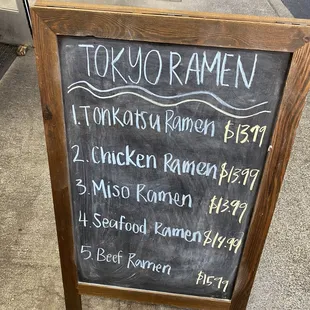 TOKYO RAMEN
1. Tonkatsu Ramen $13.99
2. Chicken Ramen $13.99
3. Miso Ramen $13.99
4. Seafood Ramen $14.99
5. Beef Ramen $15.99